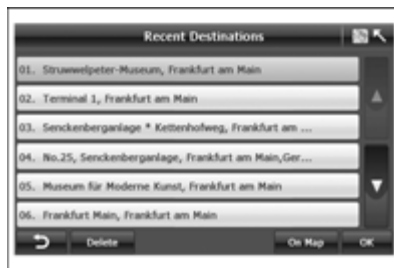 Recent Destinations
01. Struwwelpeter-Museum, Frankfurt am Main
02. Terminal 1, Frankfurt am Main
03. Senckenberganlage * Kettenhofweg, Frankfurt am ...
04. No.25, Senckenberganlage, Frankfurt am Main,Ger...
05. Museum für Moderne Kunst, Frankfurt am Main
06. Frankfurt Main, Frankfurt am Main
Delete On Map OK